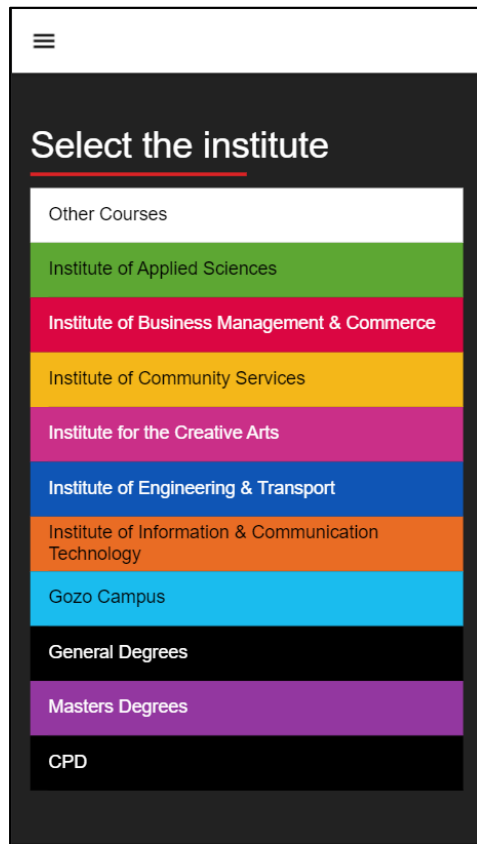 Select the institute
Other Courses
Institute of Applied Sciences
Institute of Business Management & Commerce
Institute of Community Services
Institute for the Creative Arts
Institute of Engineering & Transport
Institute of Information & Communication
Technology
Gozo Campus
General Degrees
Masters Degrees
CPD